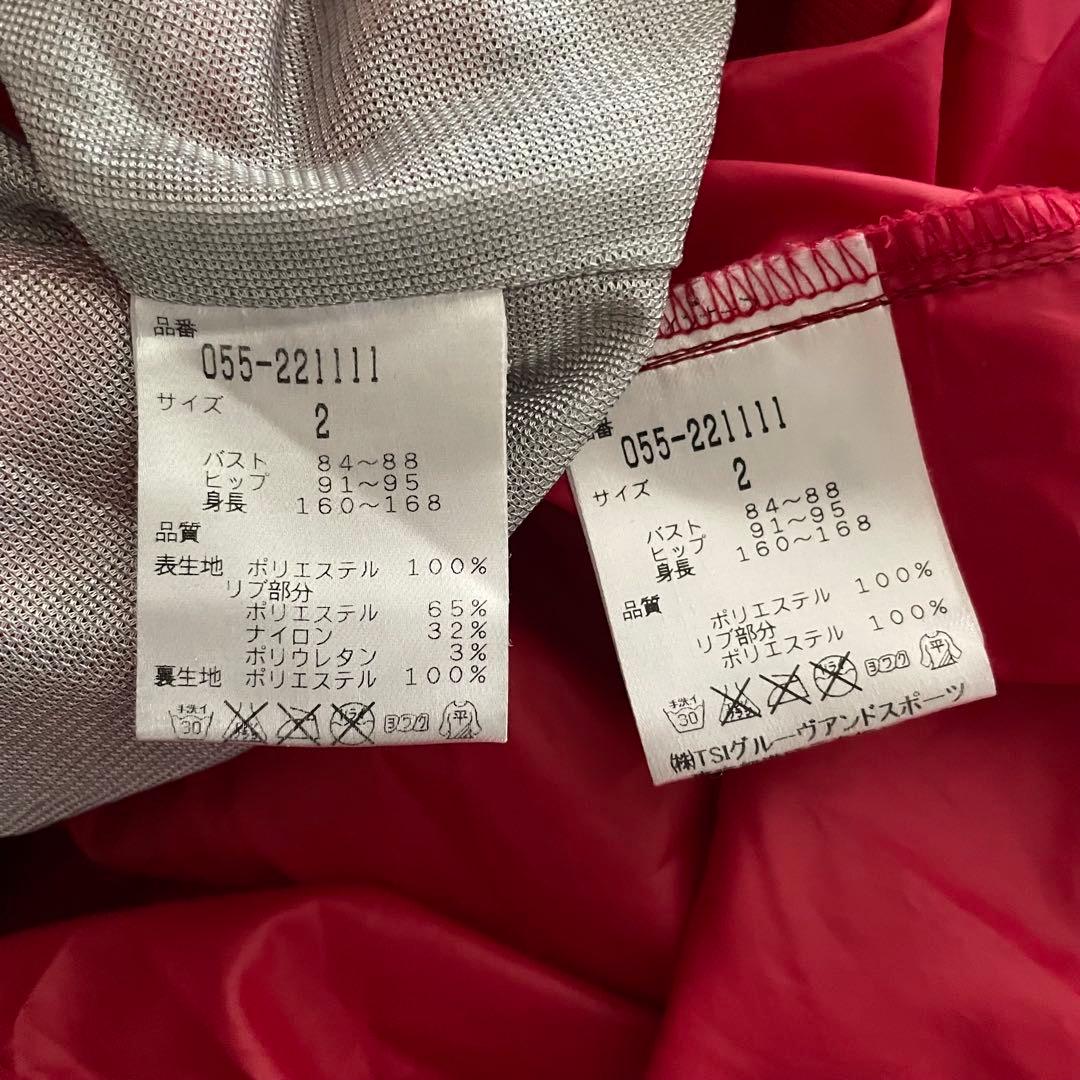 品番
055-221111
サイズ
2
バスト 84～88
ヒップ 91～95
身長 160～168
品質
表生地 ポリエステル 100%
リブ部分
ポリエステル 65%
ナイロン 32%
ポリウレタン 3%
裏生地 ポリエステル 100%
手洗イ 30 ヨワク 平
番
055-221111
サイズ
2
バスト 84～88
ヒップ 91～95
身長 160～168
品質
ポリエステル 100%
リブ部分
ポリエステル 100%
手洗イ 30 ヨワク 平
㈱TSIグルーヴアンドスポーツ